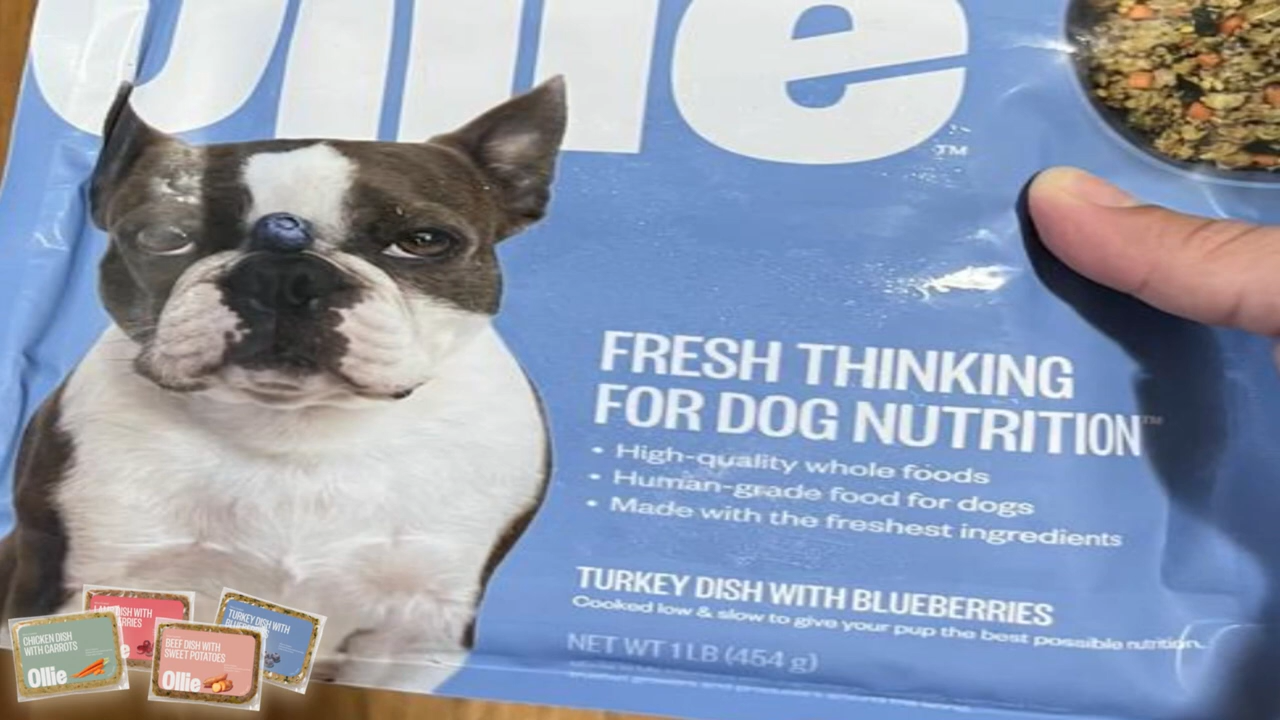 Ollie
™
FRESH THINKING
FOR DOG NUTRITION™
• High-quality whole foods
• Human-grade food for dogs
• Made with the freshest ingredients
TURKEY DISH WITH BLUEBERRIES
Cooked low & slow to give your pup the best possible nutrition.
NET WT 1 LB (454 g)
DISH WITH
TURKEY DISH WITH
CHICKEN DISH
WITH CARROTS
Ollie
BEEF DISH WITH
SWEET POTATOES
Ollie